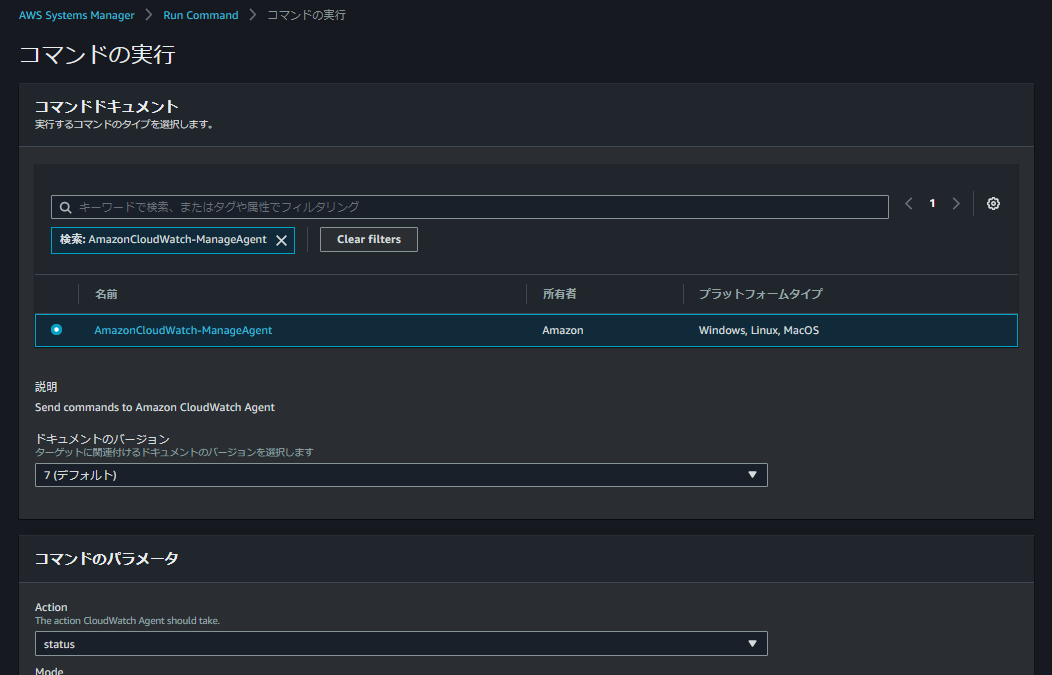 AWS Systems Manager > Run Command > コマンドの実行
コマンドの実行
コマンドドキュメント
実行するコマンドのタイプを選択します。
キーワードで検索、またはタグや属性でフィルタリング
1
検索: AmazonCloudWatch-ManageAgent
Clear filters
名前 所有者 プラットフォームタイプ
AmazonCloudWatch-ManageAgent Amazon Windows, Linux, MacOS
説明
Send commands to Amazon CloudWatch Agent
ドキュメントのバージョン
ターゲットに関連付けるドキュメントのバージョンを選択します
7 (デフォルト)
コマンドのパラメータ
Action
The action CloudWatch Agent should take.
status
Mode